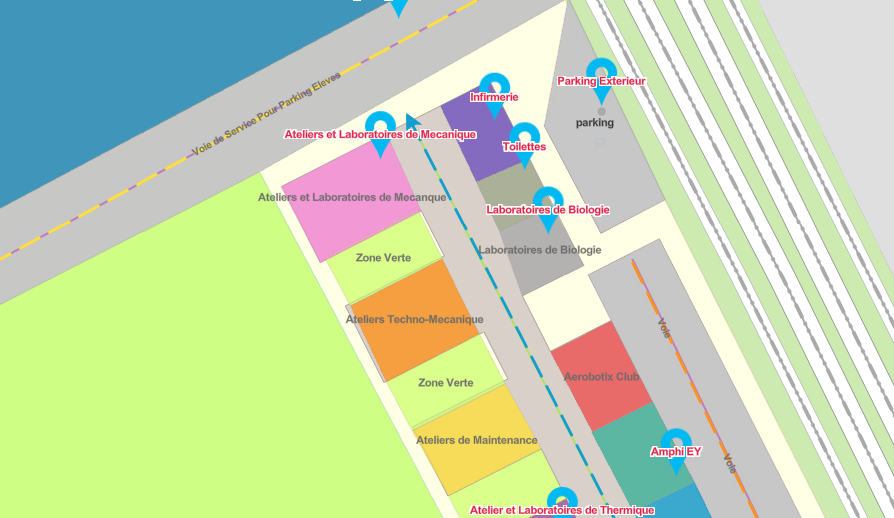 Voie de Service Pour Parking Eleves
Parking Exterieur
Infirmerie
parking
Ateliers et Laboratoires de Mecanique
Toilettes
Ateliers et Laboratoires de Mecanque
Laboratoires de Biologie
Laboratoires de Biologie
Zone Verte
Ateliers Techno-Mecanique
Voie
Aerobotix Club
Zone Verte
Ateliers de Maintenance
Amphi EY
Voie
Atelier et Laboratoires de Thermique